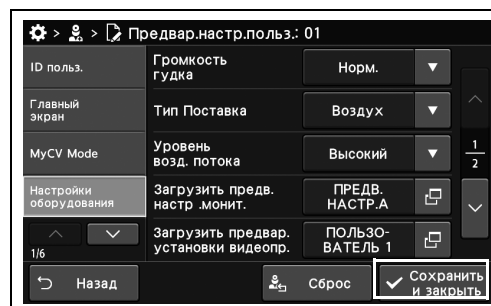 > > Предвар.настр.польз.: 01
ID польз.
Главный
экран
MyCV Mode
Настройки
оборудования
1/6
Громкость
гудка
Норм.
Тип Поставка
Воздух
Уровень
возд. потока
Высокий
Загрузить предв.
настр .монит.
ПРЕДВ.
НАСТР.А
Загрузить предвар.
установки видеопр.
ПОЛЬЗО-
ВАТЕЛЬ 1
1
2
Назад
Сброс
Сохранить
и закрыть